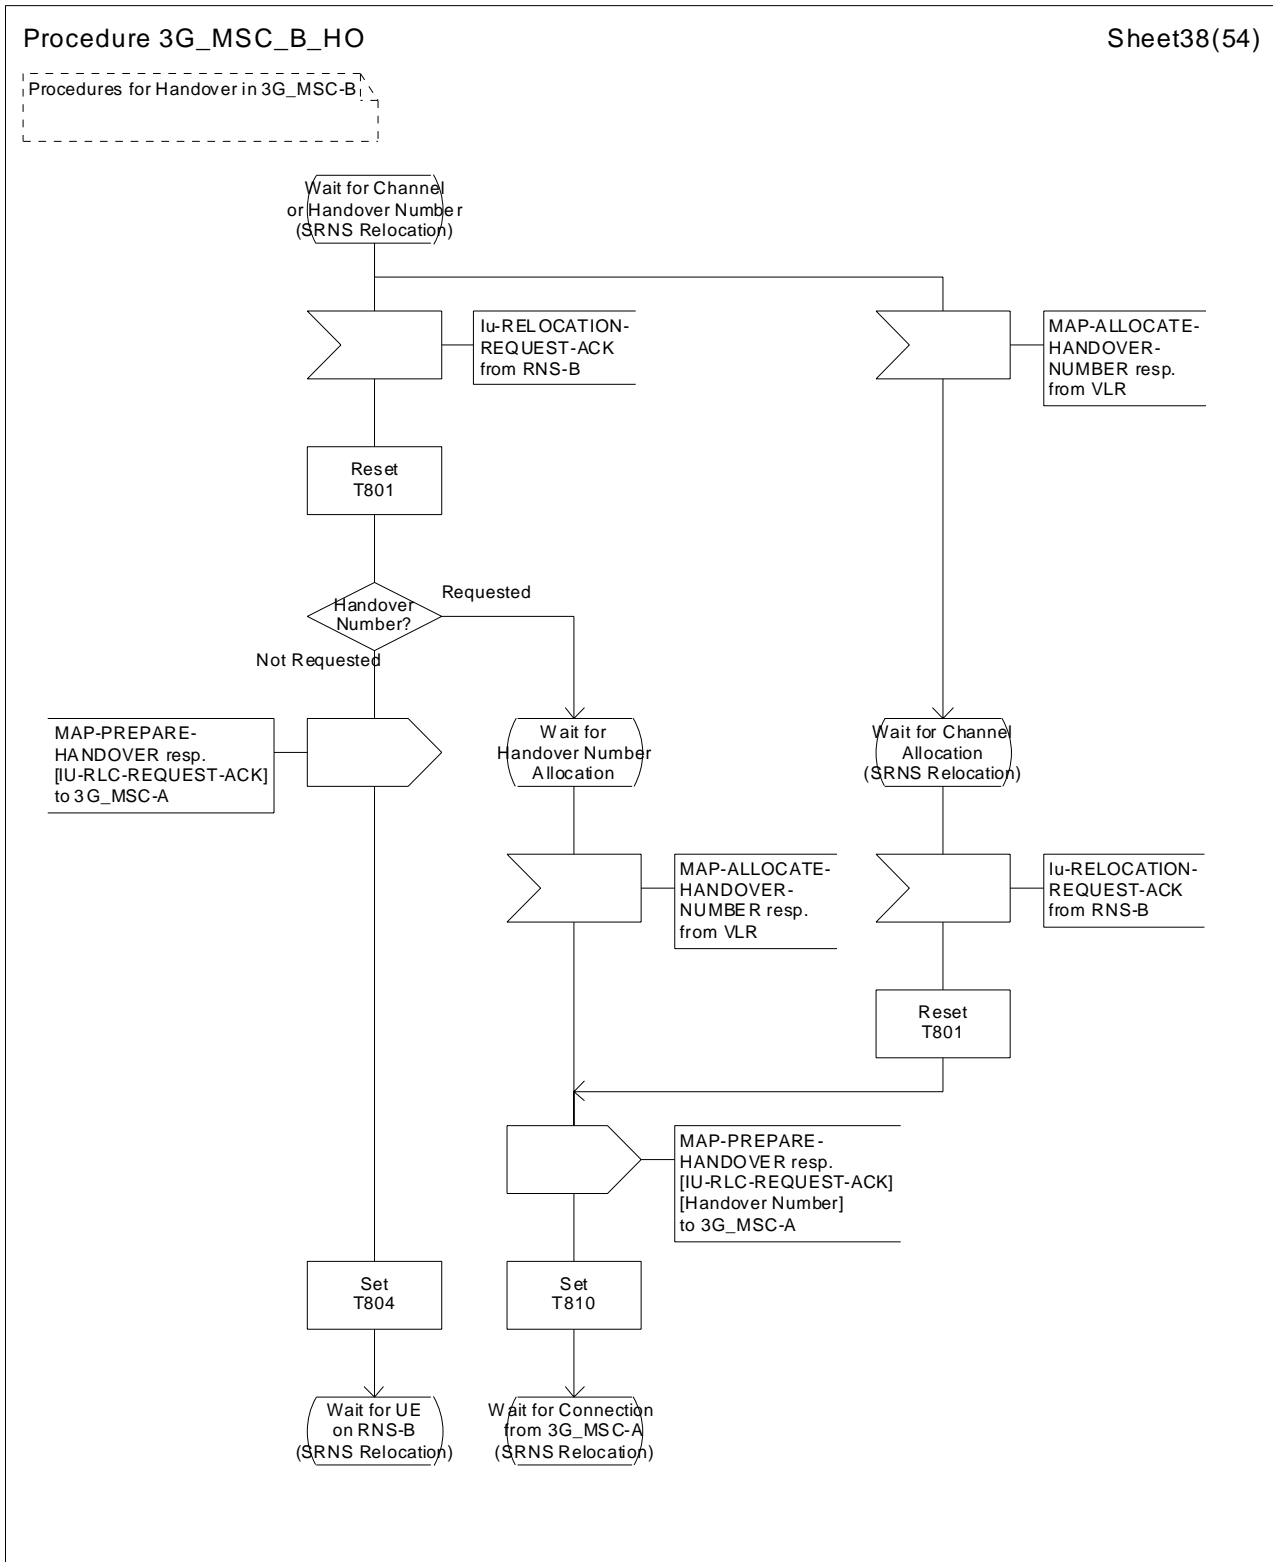 Procedure 3G_MSC_B_HO
Sheet38(54)
Procedures for Handover in 3G_MSC-B
Wait for Channel
or Handover Number
(SRNS Relocation)
Iu-RELOCATION-
REQUEST-ACK
from RNS-B
MAP-ALLOCATE-
HANDOVER-
NUMBER resp.
from VLR
Reset
T801
Handover
Number?
Requested
Not Requested
MAP-PREPARE-
HANDOVER resp.
[IU-RLC-REQUEST-ACK]
to 3G_MSC-A
Wait for
Handover Number
Allocation
Wait for Channel
Allocation
(SRNS Relocation)
MAP-ALLOCATE-
HANDOVER-
NUMBER resp.
from VLR
Iu-RELOCATION-
REQUEST-ACK
from RNS-B
Reset
T801
MAP-PREPARE-
HANDOVER resp.
[IU-RLC-REQUEST-ACK]
[Handover Number]
to 3G_MSC-A
Set
T804
Set
T810
Wait for UE
on RNS-B
(SRNS Relocation)
Wait for Connection
from 3G_MSC-A
(SRNS Relocation)